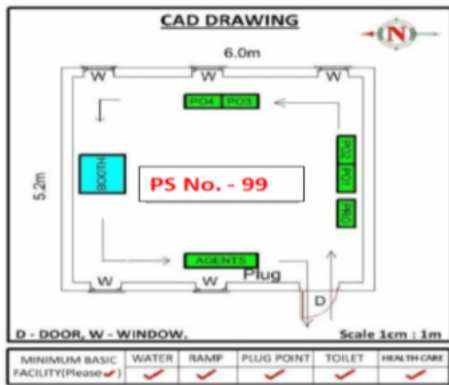 CAD DRAWING
N
6.0m
W W W
PO4 PO3
5.2m
BOOTH
PS No. - 99
PO2 PO1
PRO
AGENTS
Plug
W W
D
D - DOOR, W - WINDOW. Scale 1cm : 1m
MINIMUM BASIC FACILITY(Please✓) WATER RAMP PLUG POINT TOILET HEALTH CARE
✓ ✓ ✓ ✓ ✓